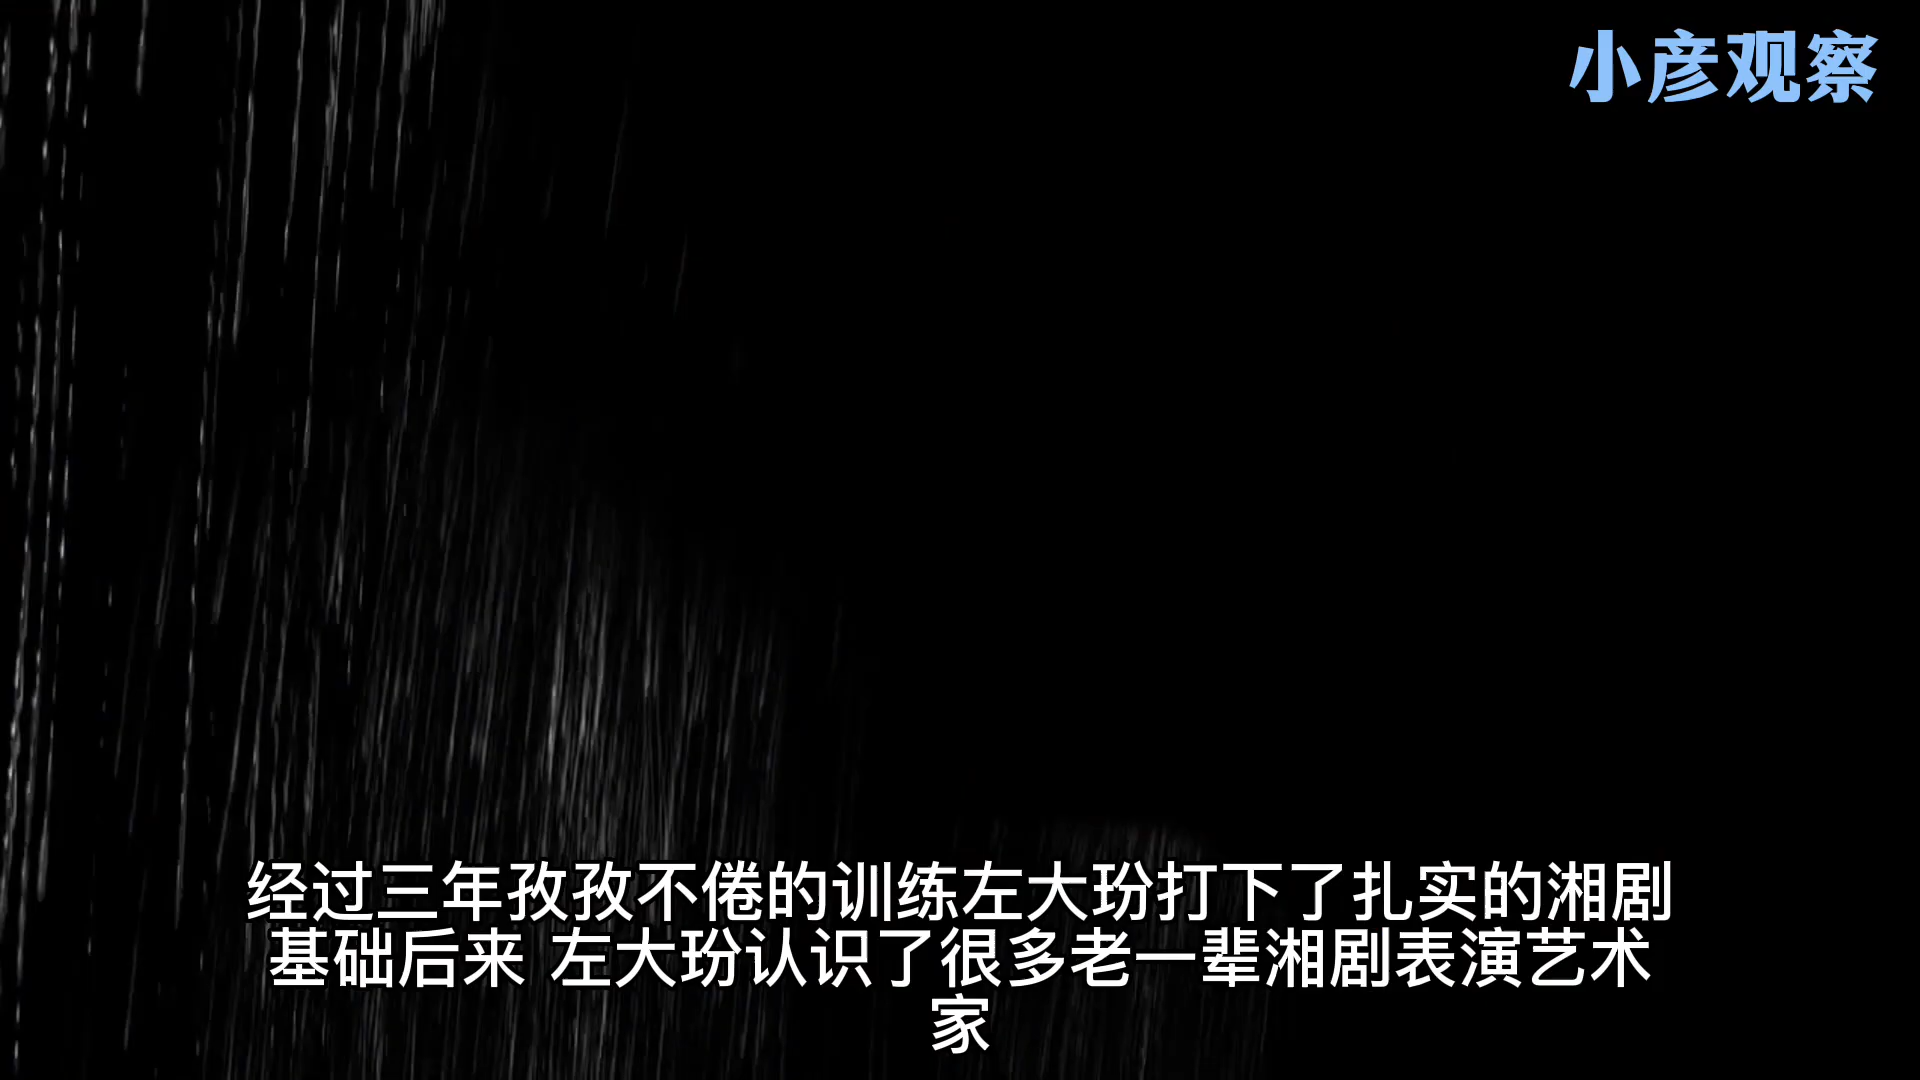 小彦观察
经过三年孜孜不倦的训练左大玢打下了扎实的湘剧
基础后来 左大玢认识了很多老一辈湘剧表演艺术
家